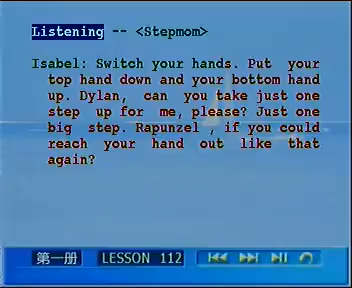 Listening -- <Stepmom>
Isabel: Switch your hands. Put your
top hand down and your bottom hand
up. Dylan, can you take just one
step up for me, please? Just one
big step. Rapunzel , if you could
reach your hand out like that
again?
第一册 LESSON 112